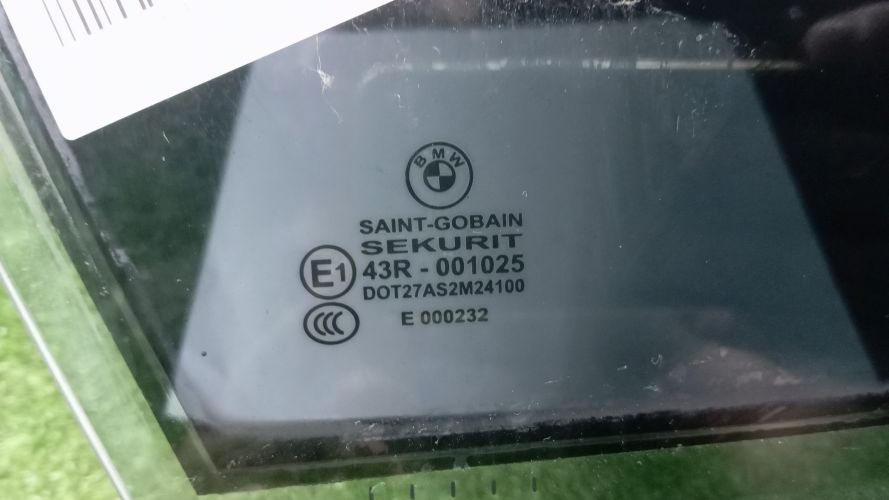 BMW
SAINT-GOBAIN
SEKURIT
E1 43R - 001025
DOT27AS2M24100
CCC E 000232